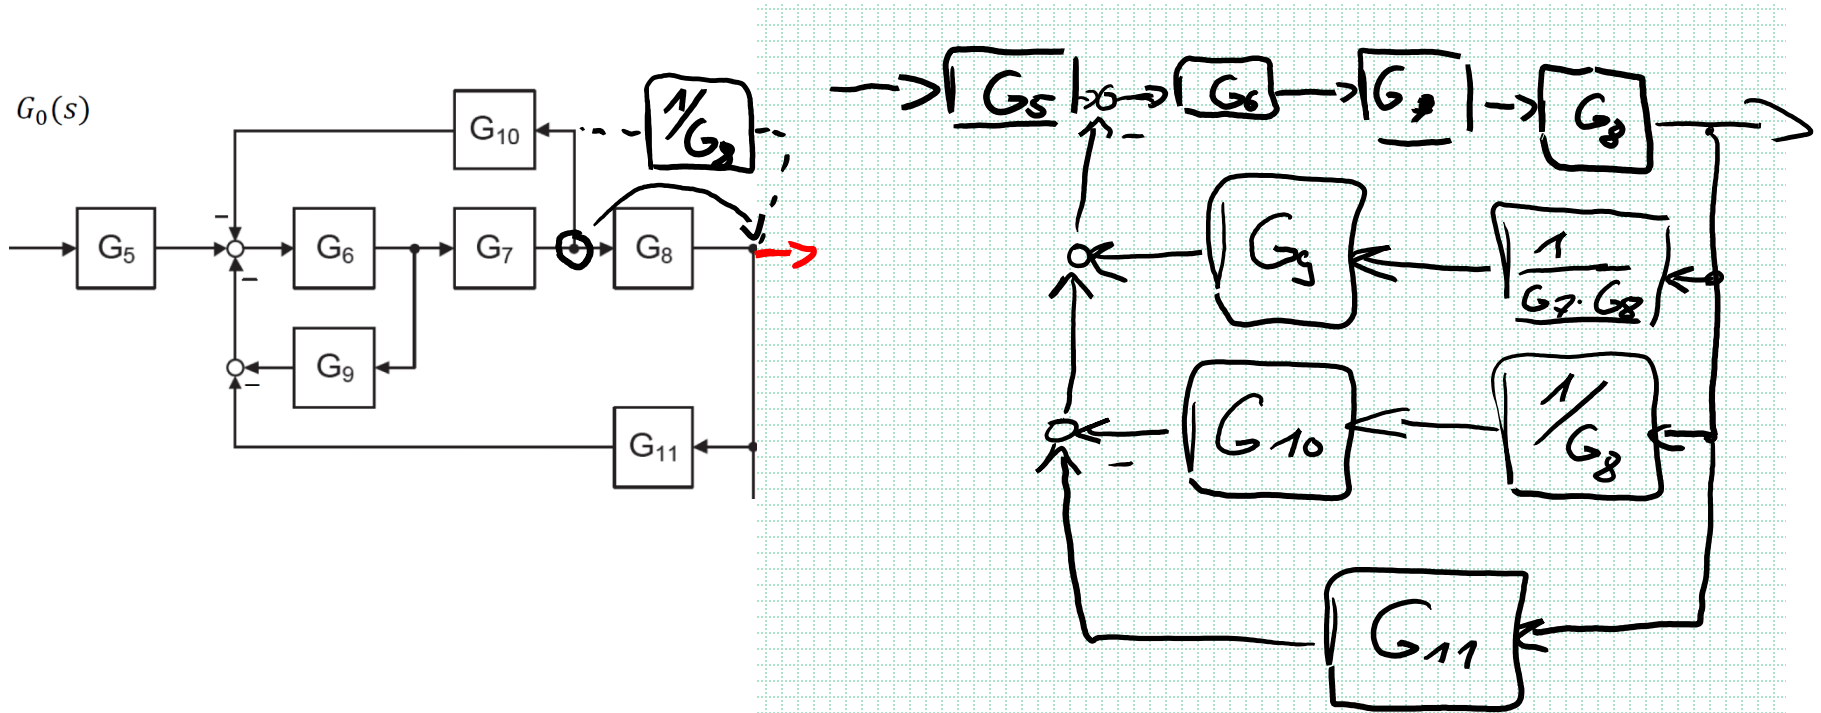 G₀(s)
G₁₀
G₅
G₆
G₇
G₈
G₉
G₁₁
−
−
−
1/G₈
G₅
G₆
G₇
G₈
−
G₉
1
G₇·G₈
G₁₀
1/G₈
−
G₁₁